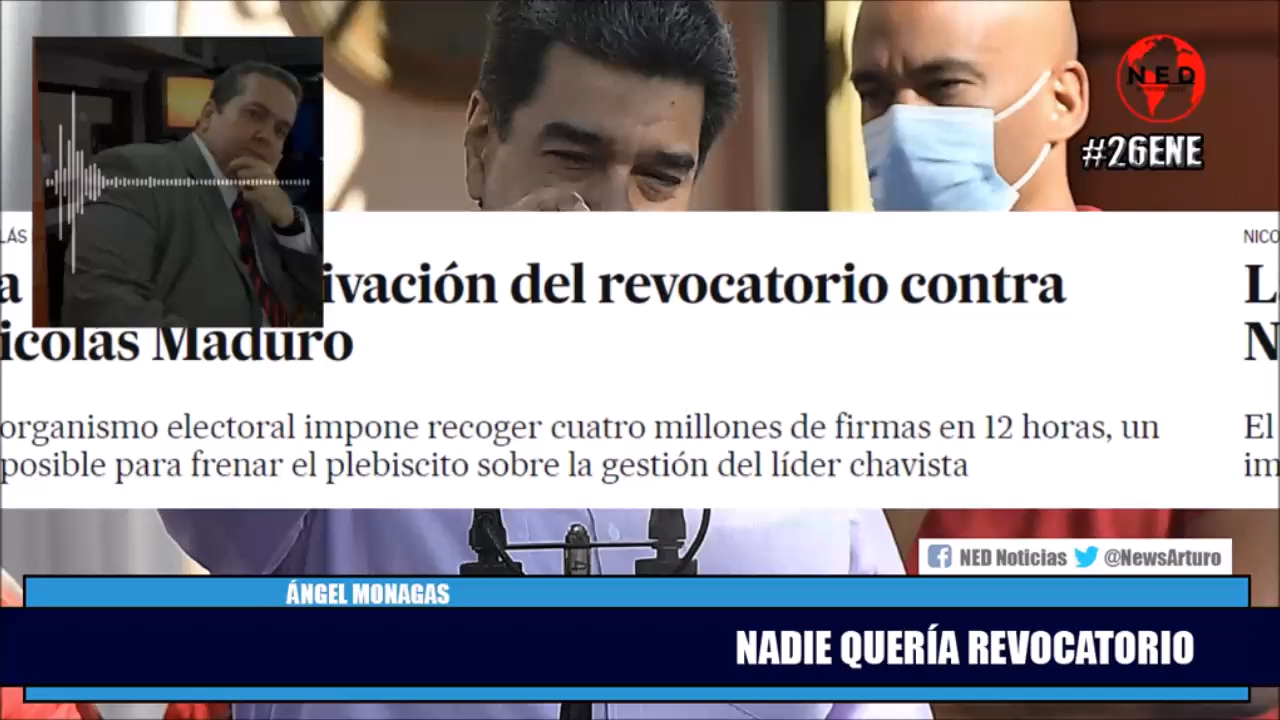 NED
#26ENE
LÁS
NICO
a
ivación del revocatorio contra
L
icolás Maduro
N
organismo electoral impone recoger cuatro millones de firmas en 12 horas, un
El
posible para frenar el plebiscito sobre la gestión del líder chavista
im
NED Noticias @NewsArturo
ÁNGEL MONAGAS
NADIE QUERÍA REVOCATORIO